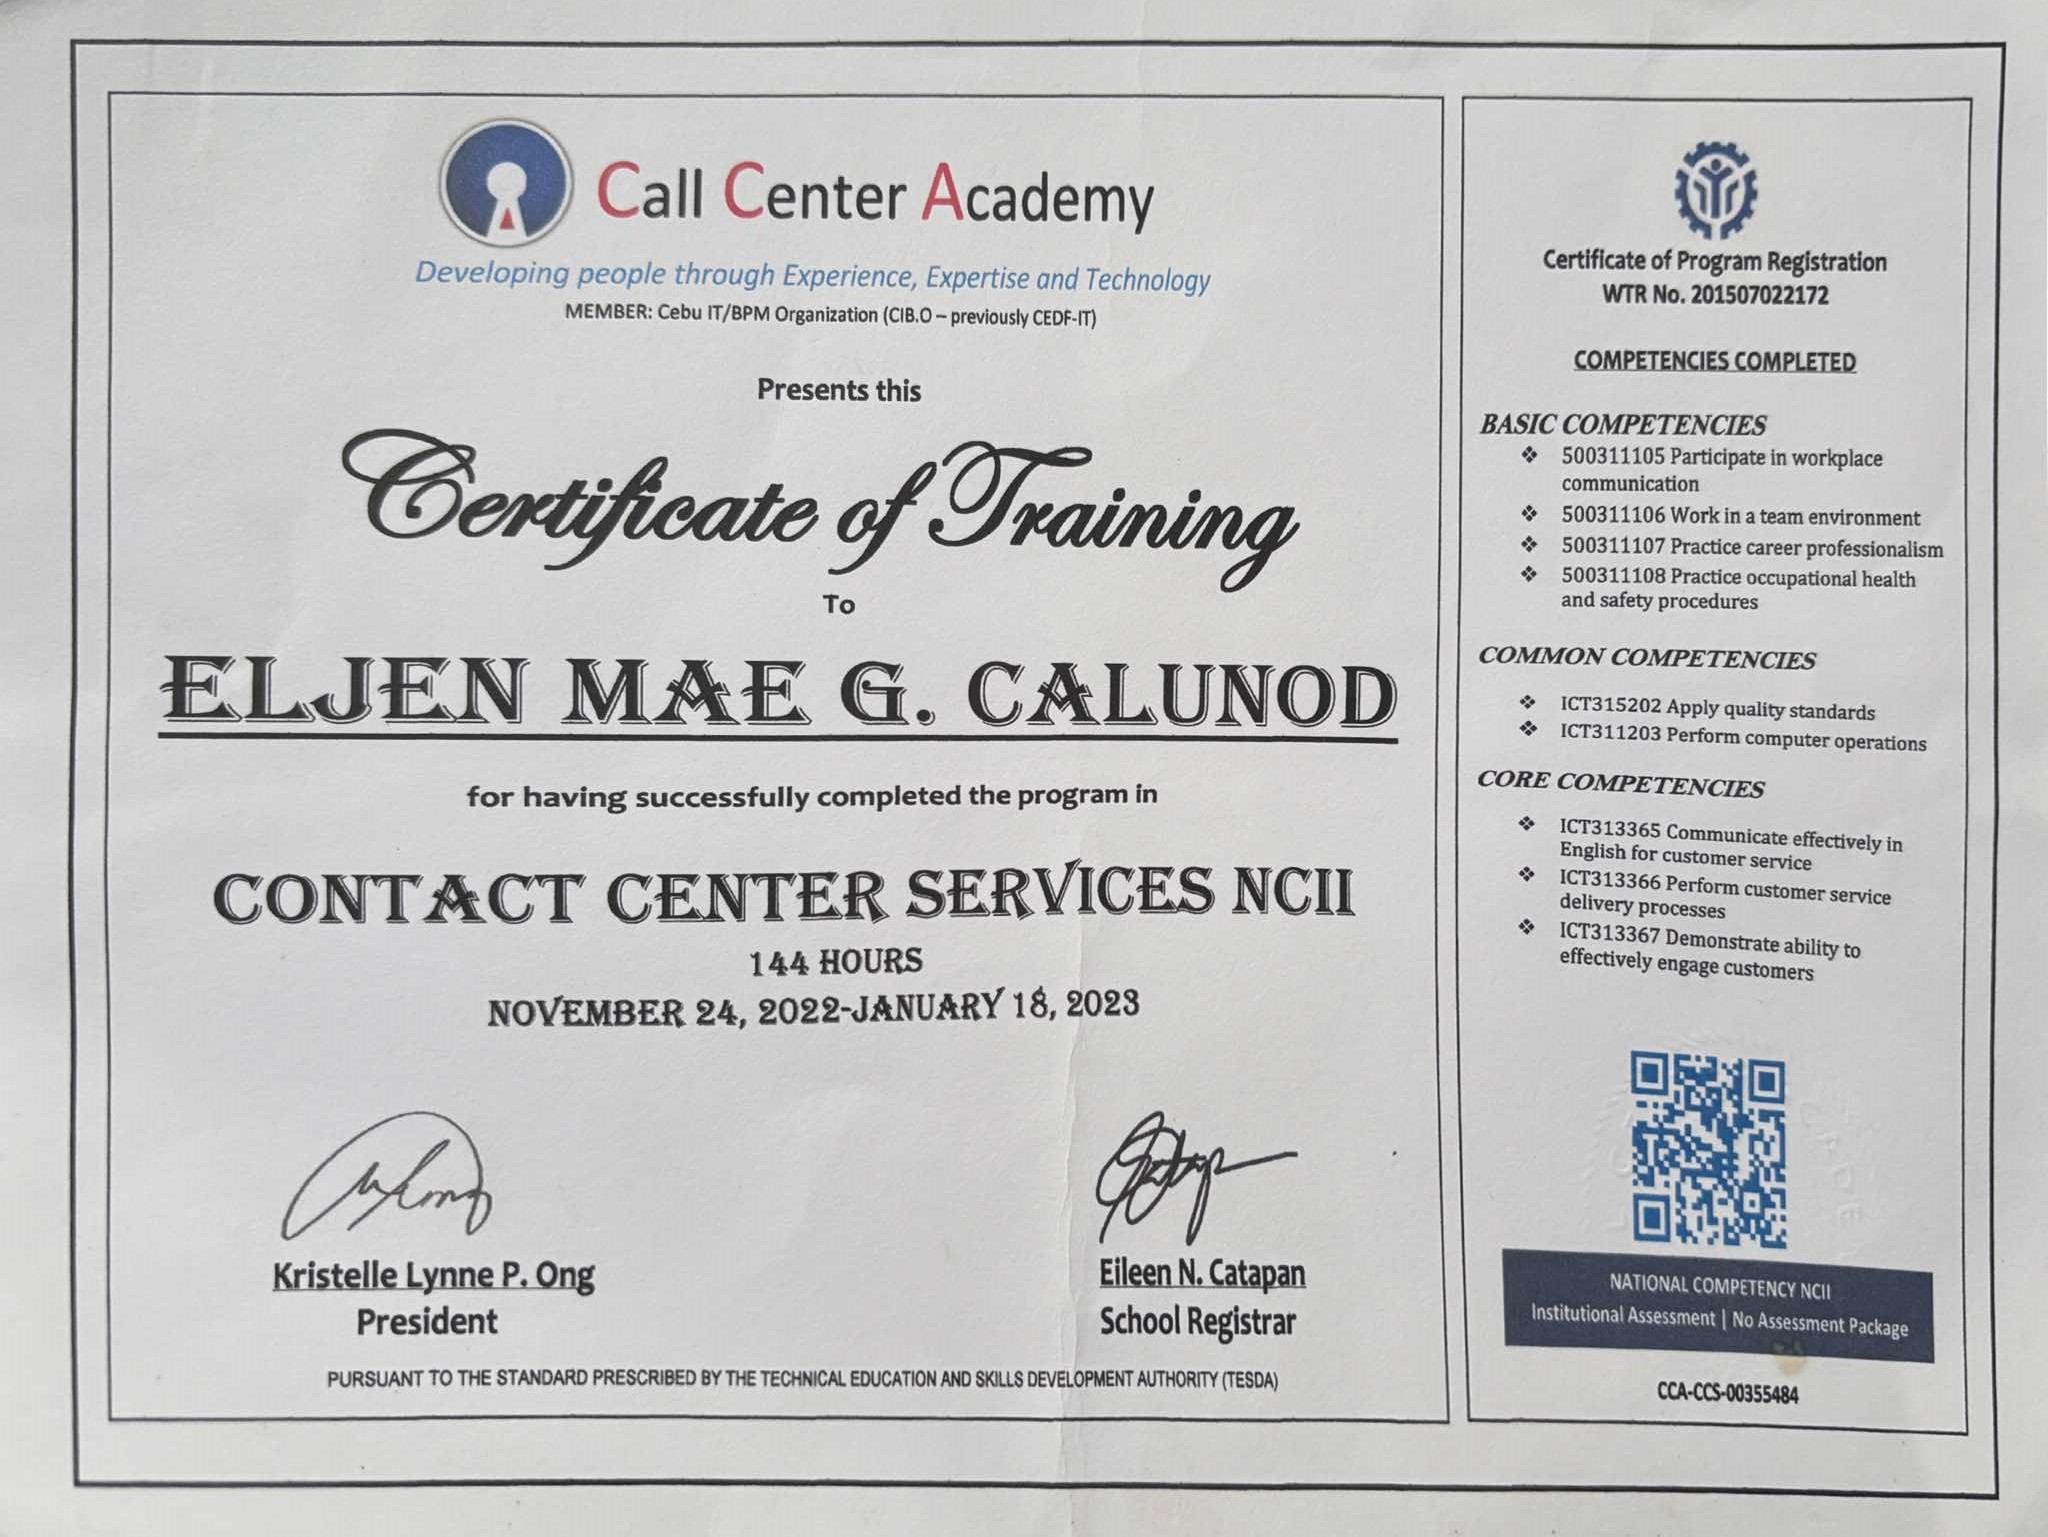 Call Center Academy
Developing people through Experience, Expertise and Technology
MEMBER: Cebu IT/BPM Organization (CIB.O – previously CEDF-IT)
Presents this
Certificate of Training
To
ELJEN MAE G. CALUNOD
for having successfully completed the program in
CONTACT CENTER SERVICES NCII
144 HOURS
NOVEMBER 24, 2022-JANUARY 18, 2023
Kristelle Lynne P. Ong
President
Eileen N. Catapan
School Registrar
PURSUANT TO THE STANDARD PRESCRIBED BY THE TECHNICAL EDUCATION AND SKILLS DEVELOPMENT AUTHORITY (TESDA)
Certificate of Program Registration
WTR No. 201507022172
COMPETENCIES COMPLETED
BASIC COMPETENCIES
❖ 500311105 Participate in workplace
communication
❖ 500311106 Work in a team environment
❖ 500311107 Practice career professionalism
❖ 500311108 Practice occupational health
and safety procedures
COMMON COMPETENCIES
❖ ICT315202 Apply quality standards
❖ ICT311203 Perform computer operations
CORE COMPETENCIES
❖ ICT313365 Communicate effectively in
English for customer service
❖ ICT313366 Perform customer service
delivery processes
❖ ICT313367 Demonstrate ability to
effectively engage customers
NATIONAL COMPETENCY NCII
Institutional Assessment | No Assessment Package
CCA-CCS-00355484